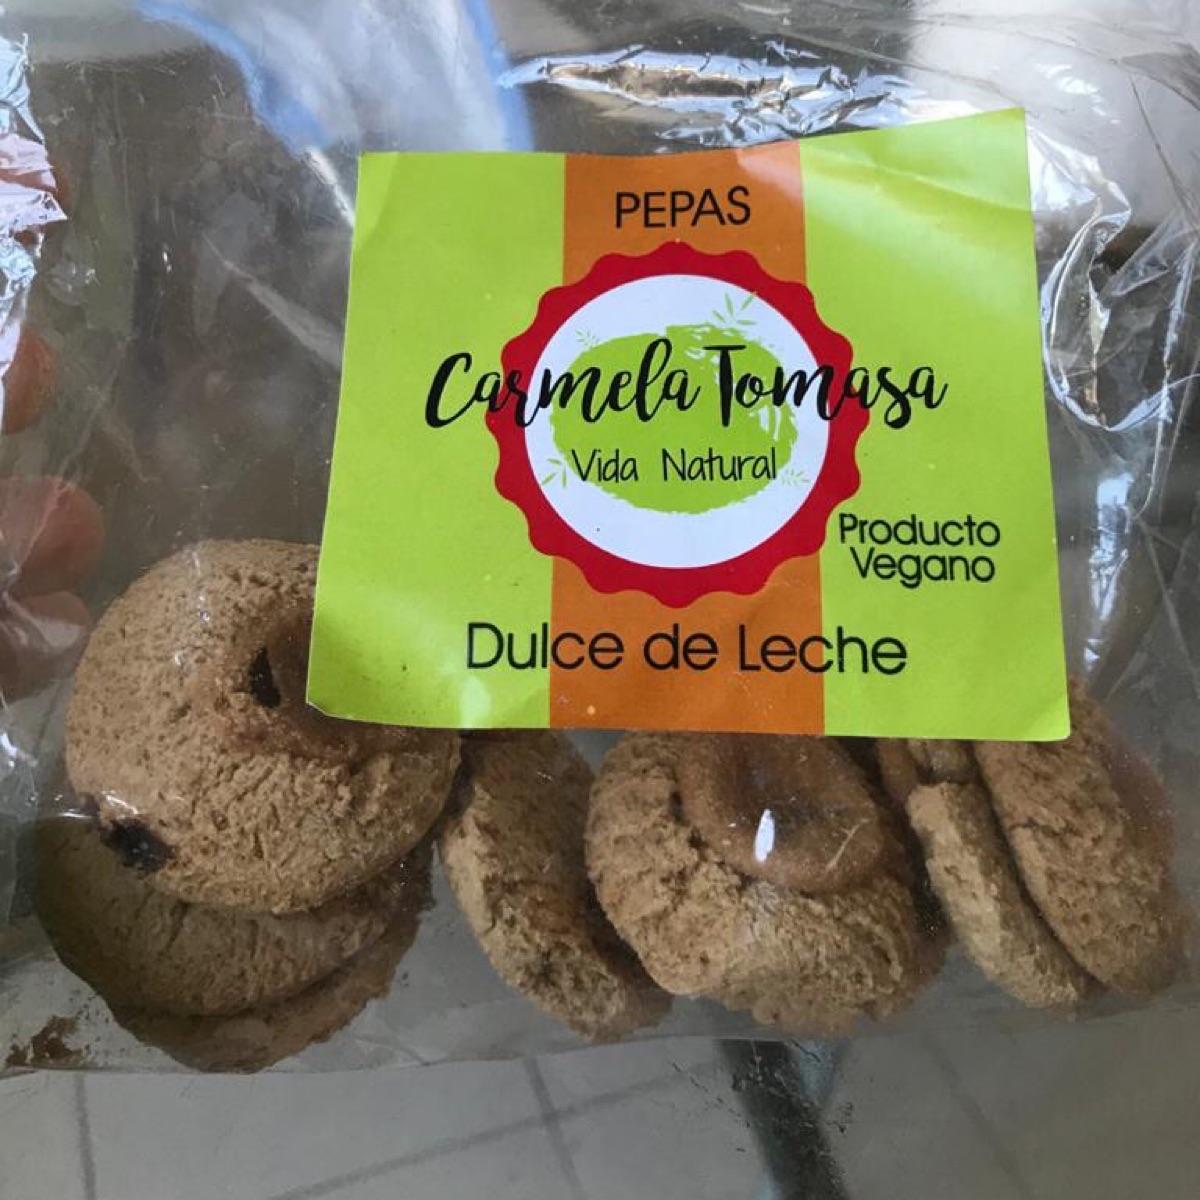 PEPAS
Carmela Tomasa
Vida Natural
Producto
Vegano
Dulce de Leche